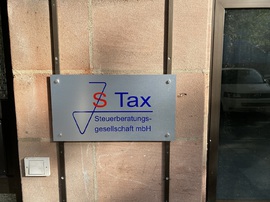 S Tax
Steuerberatungs-
gesellschaft mbH